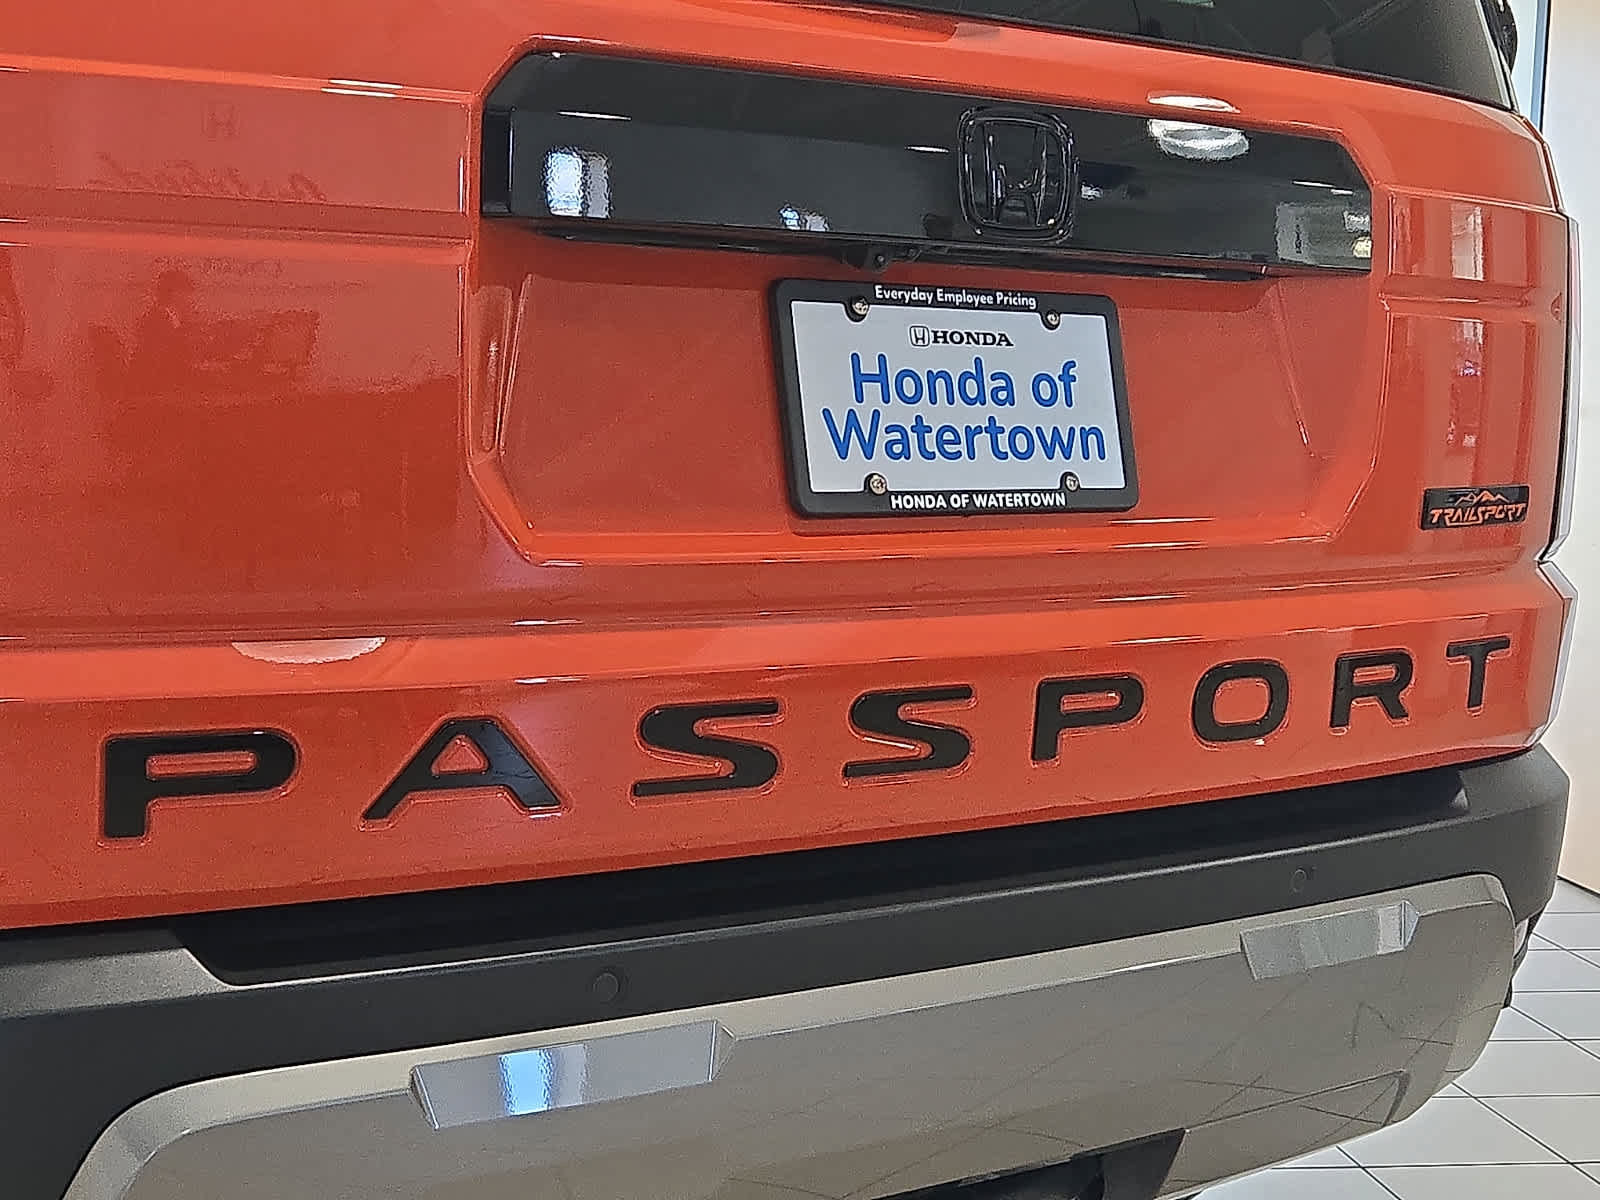 Everyday Employee Pricing
HONDA
Honda of
Watertown
HONDA OF WATERTOWN
TRAILSPORT
PASSPORT